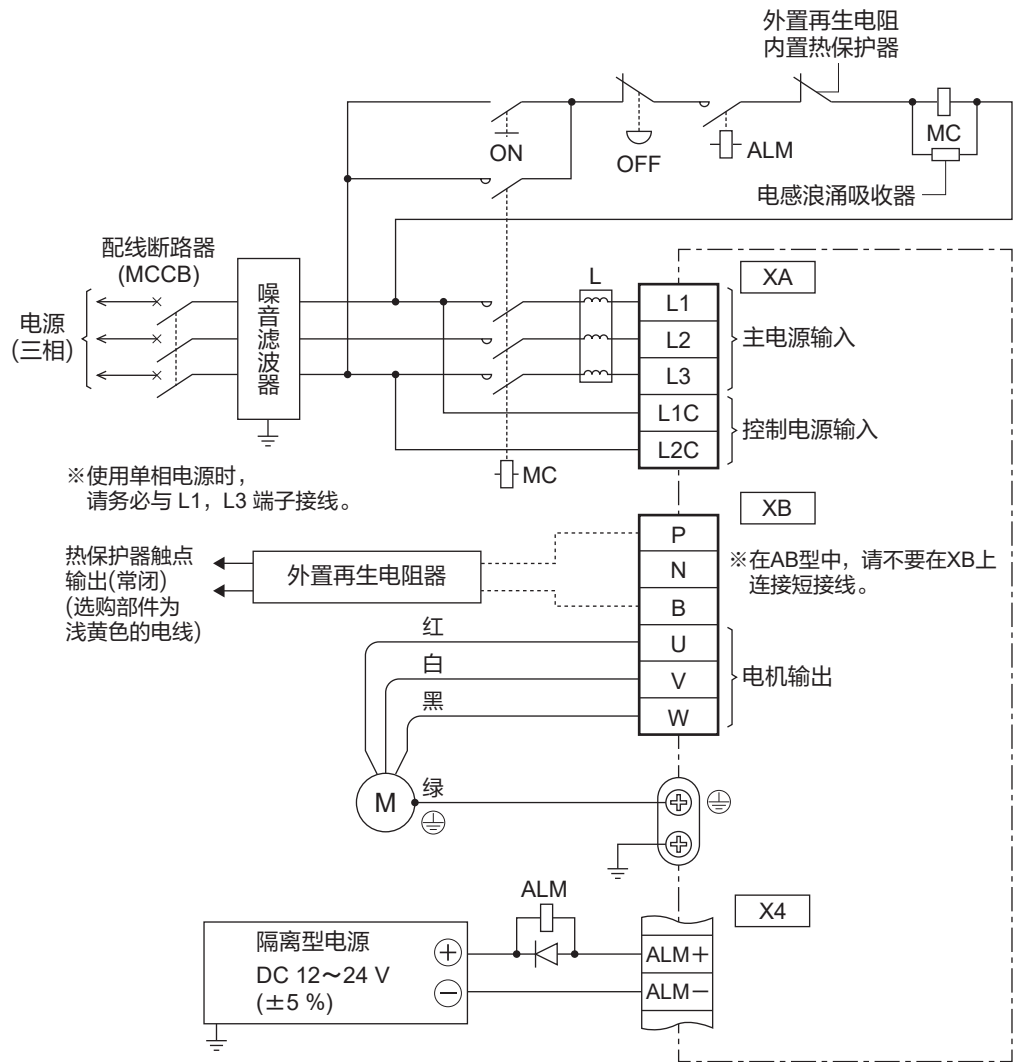 外置再生电阻
内置热保护器
ON
OFF
ALM
MC
电感浪涌吸收器
配线断路器
(MCCB)
电源
(三相)
噪音滤波器
L
XA
L1
L2
L3
L1C
L2C
主电源输入
控制电源输入
MC
※使用单相电源时，
请务必与 L1，L3 端子接线。
XB
P
N
B
U
V
W
※在AB型中，请不要在XB上
连接短接线。
热保护器触点
输出(常闭)
(选购部件为
浅黄色的电线)
外置再生电阻器
红
白
黑
电机输出
M
绿
ALM
X4
隔离型电源
DC 12～24 V
(±5 %)
+
−
ALM＋
ALM－